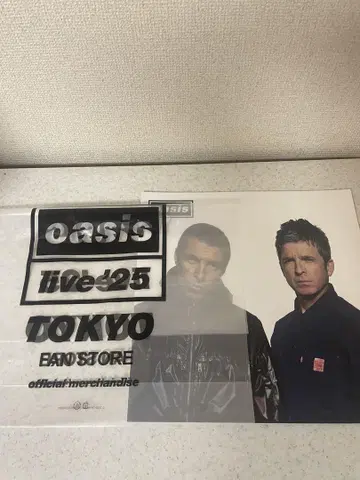 oasis
live '25
TOKYO
FAN STORE
official merchandise
oasis